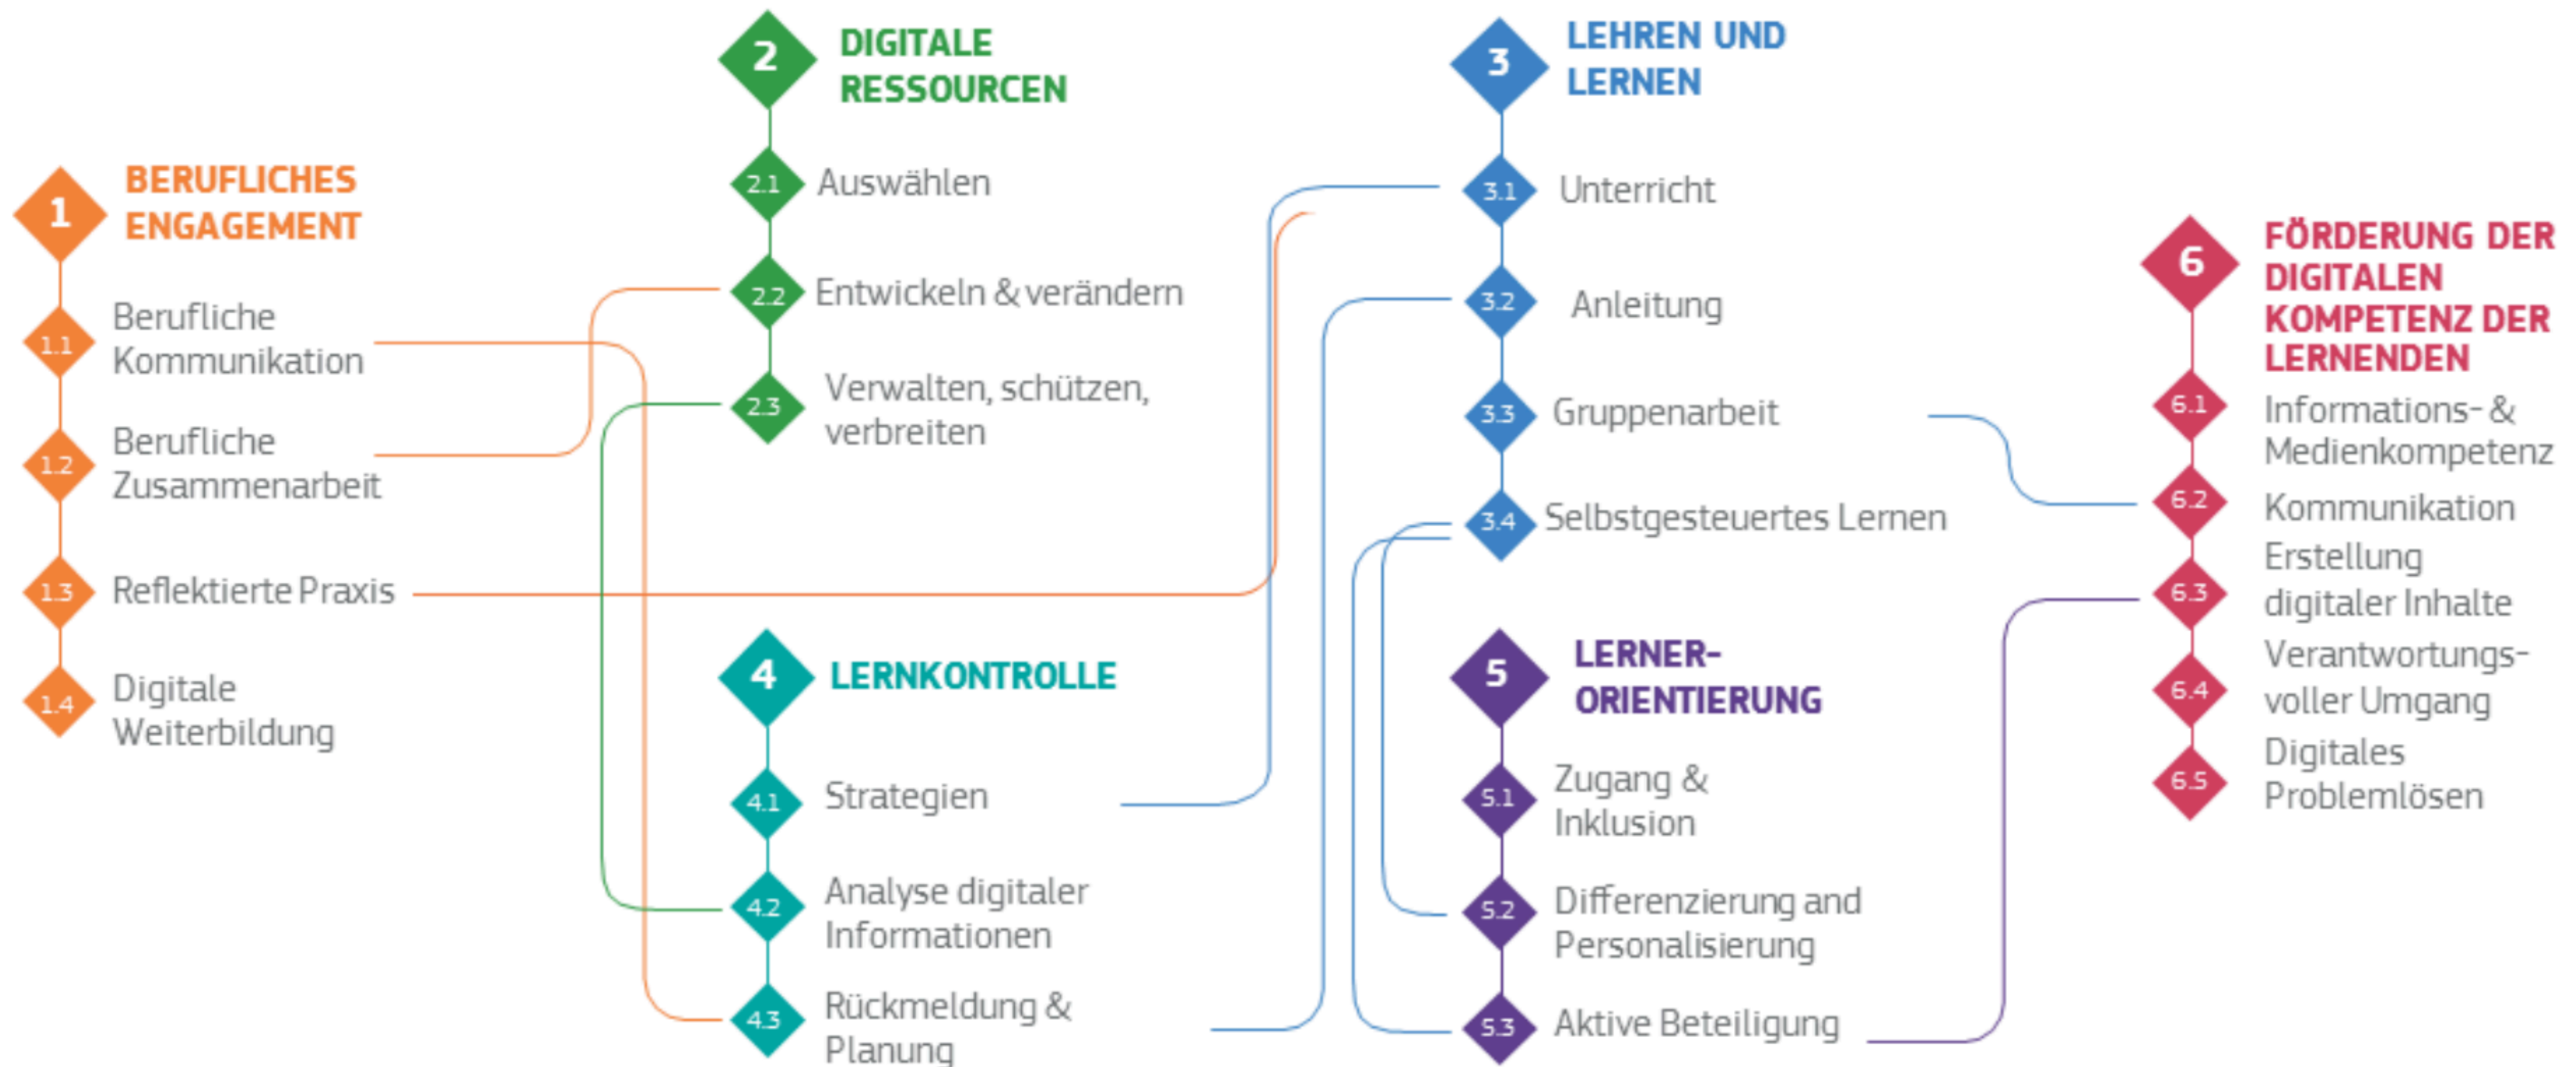 1
BERUFLICHES
ENGAGEMENT
1.1
Berufliche
Kommunikation
1.2
Berufliche
Zusammenarbeit
1.3
Reflektierte Praxis
1.4
Digitale
Weiterbildung
2
DIGITALE
RESSOURCEN
2.1
Auswählen
2.2
Entwickeln & verändern
2.3
Verwalten, schützen,
verbreiten
3
LEHREN UND
LERNEN
3.1
Unterricht
3.2
Anleitung
3.3
Gruppenarbeit
3.4
Selbstgesteuertes Lernen
4
LERNKONTROLLE
4.1
Strategien
4.2
Analyse digitaler
Informationen
4.3
Rückmeldung &
Planung
5
LERNER-
ORIENTIERUNG
5.1
Zugang &
Inklusion
5.2
Differenzierung and
Personalisierung
5.3
Aktive Beteiligung
6
FÖRDERUNG DER
DIGITALEN
KOMPETENZ DER
LERNENDEN
6.1
Informations- &
Medienkompetenz
6.2
Kommunikation
6.3
Erstellung
digitaler Inhalte
6.4
Verantwortungs-
voller Umgang
6.5
Digitales
Problemlösen